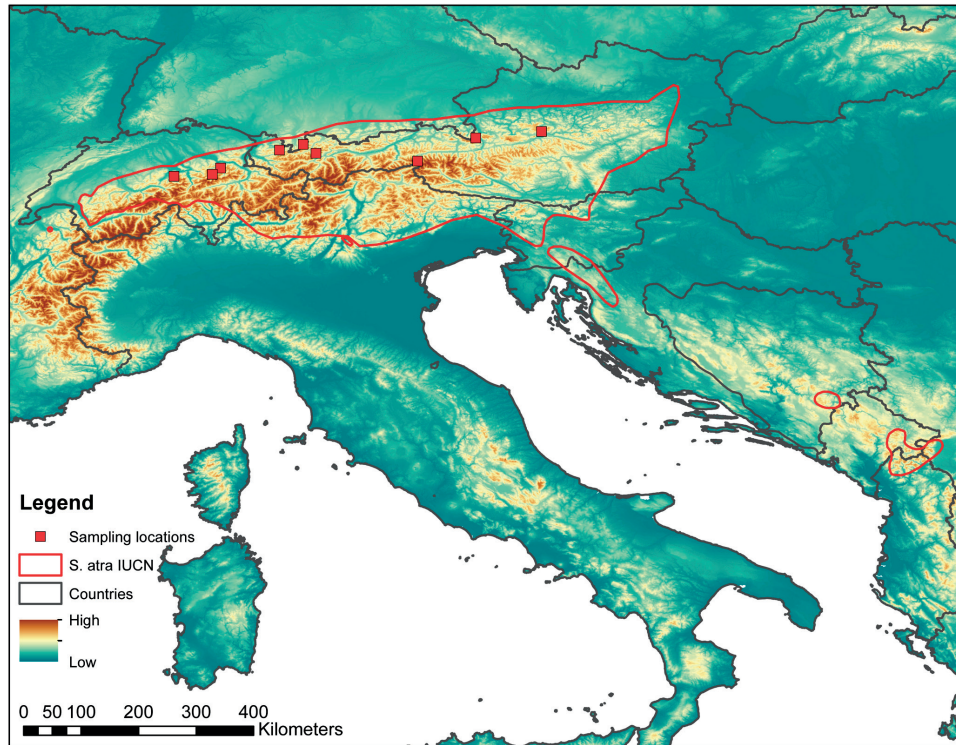 Legend
Sampling locations
S. atra IUCN
Countries
High
Low
0 50 100 200 300 400
Kilometers